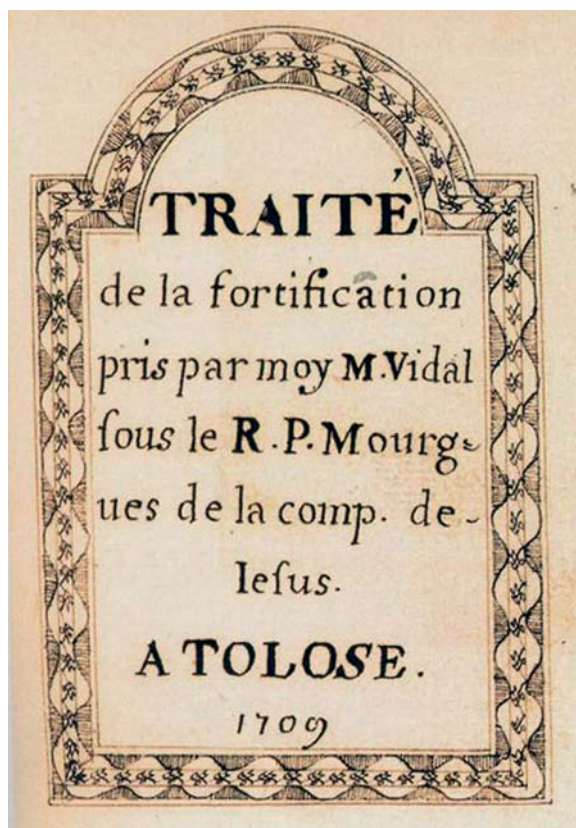 TRAITÉ
de la fortification
pris par moy M. Vidal
ſous le R. P. Mourg-
ues de la comp. de-
Ieſus.
A TOLOSE.
1709